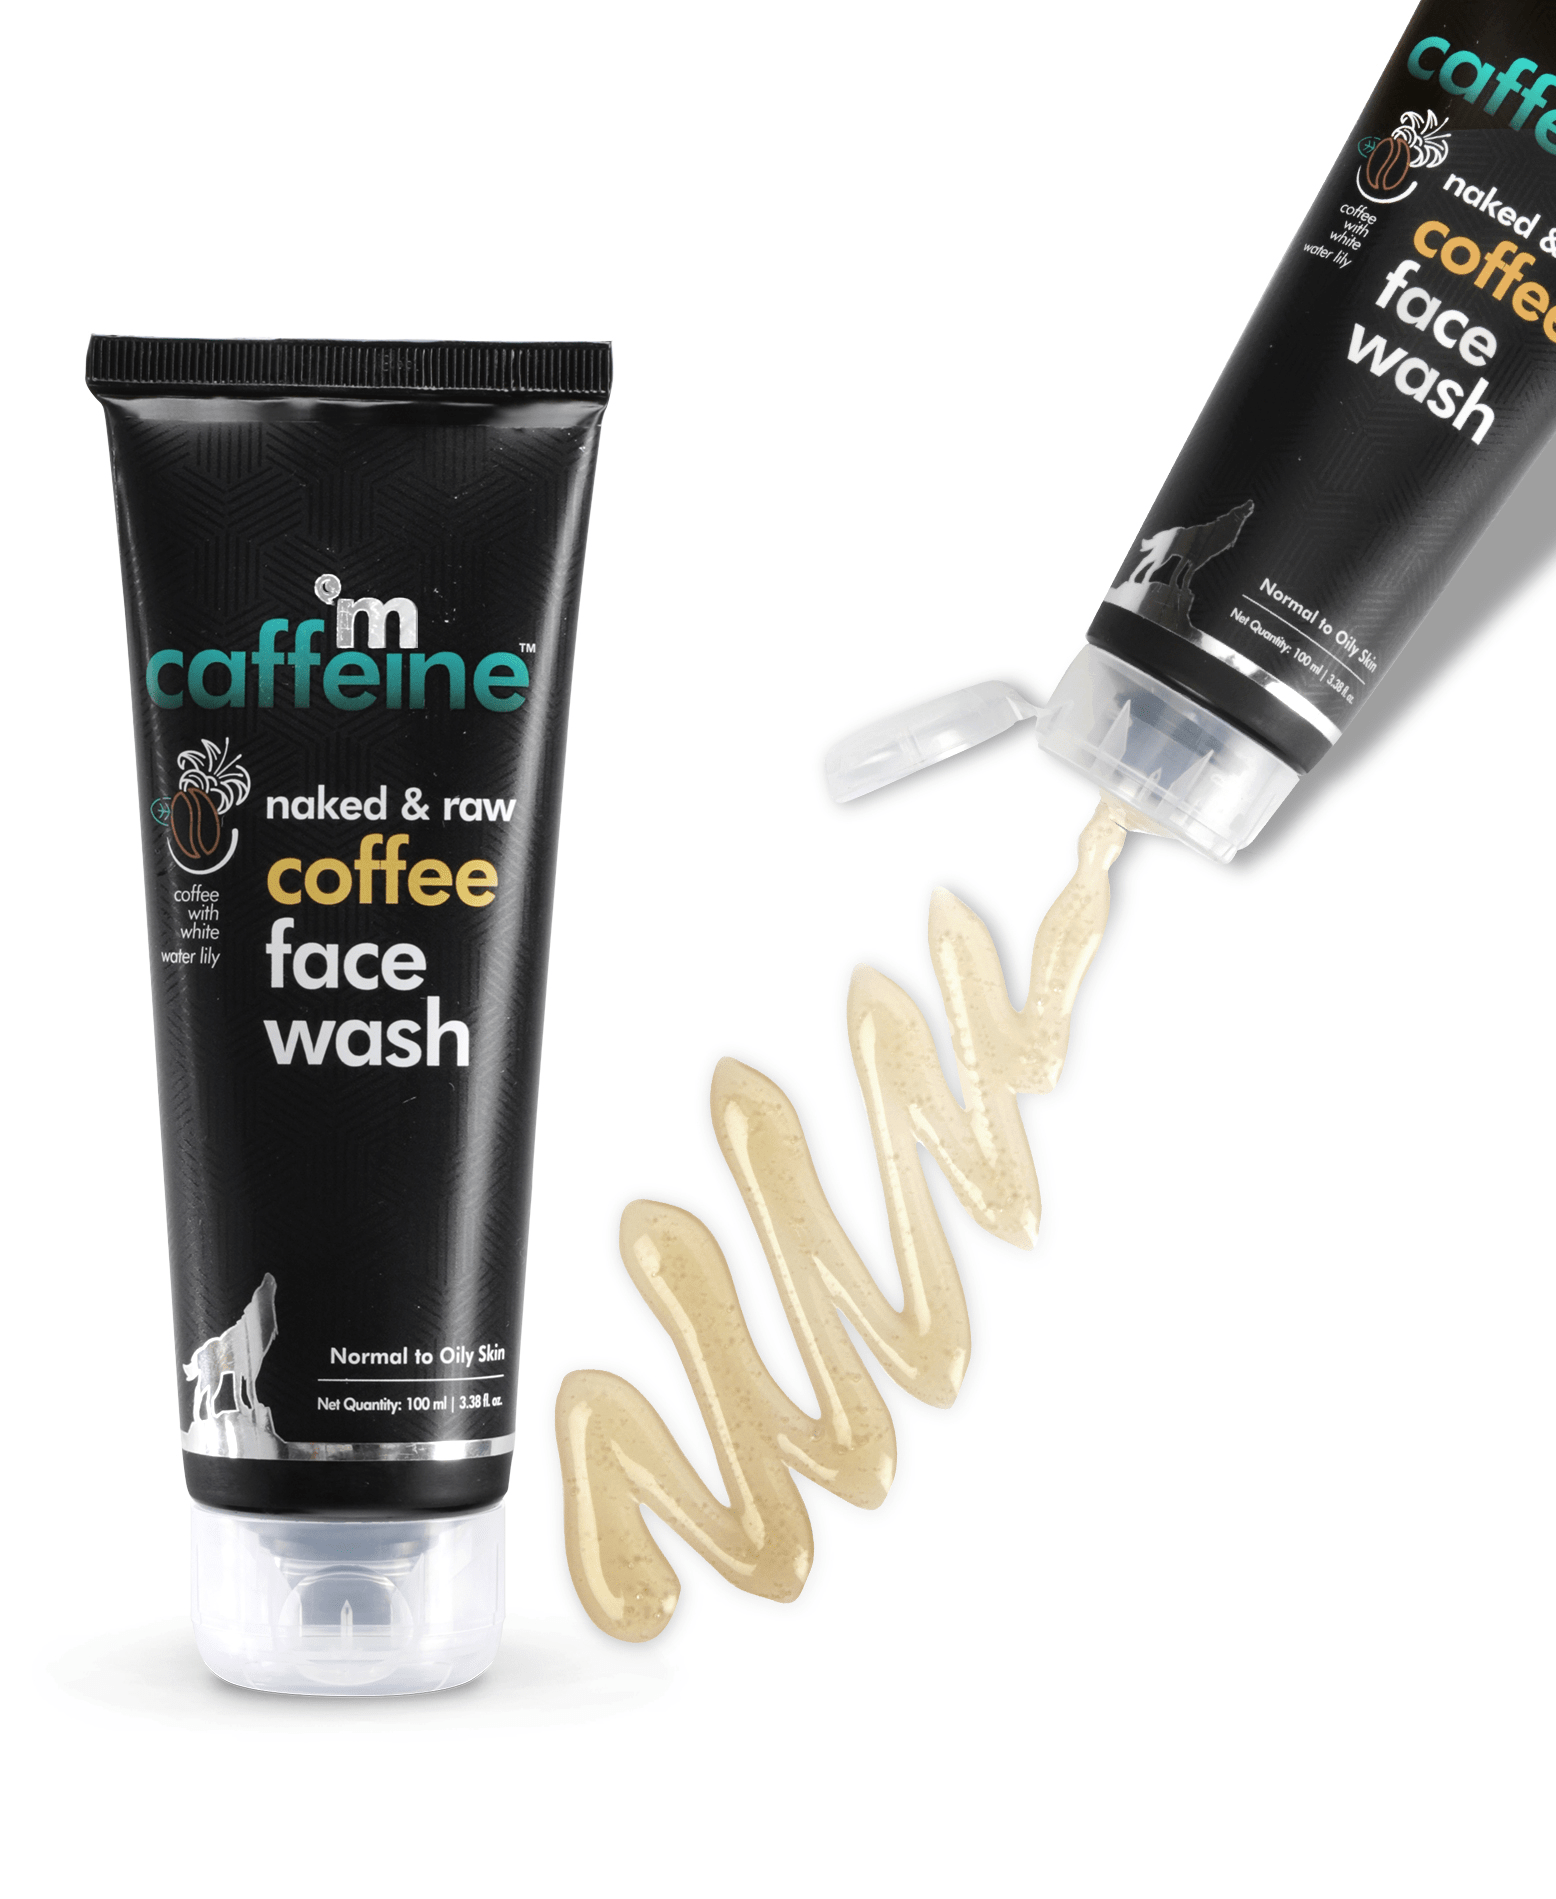 'm
caffeine™
naked & raw
coffee
face
wash
coffee
with
white
water lily
Normal to Oily Skin
Net Quantity: 100 ml | 3.38 fl. oz.
caffe
naked &
coffee
face
wash
coffee
with
white
water lily
Normal to Oily Skin
Net Quantity: 100 ml | 3.38 fl. oz.